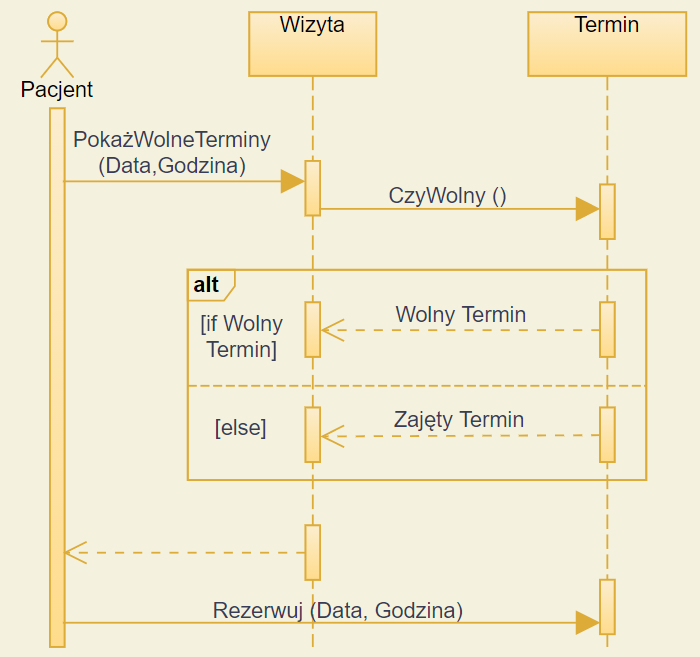 Wizyta
Termin
Pacjent
PokażWolneTerminy
(Data,Godzina)
CzyWolny ()
alt
[if Wolny
Termin]
Wolny Termin
[else]
Zajęty Termin
Rezerwuj (Data, Godzina)